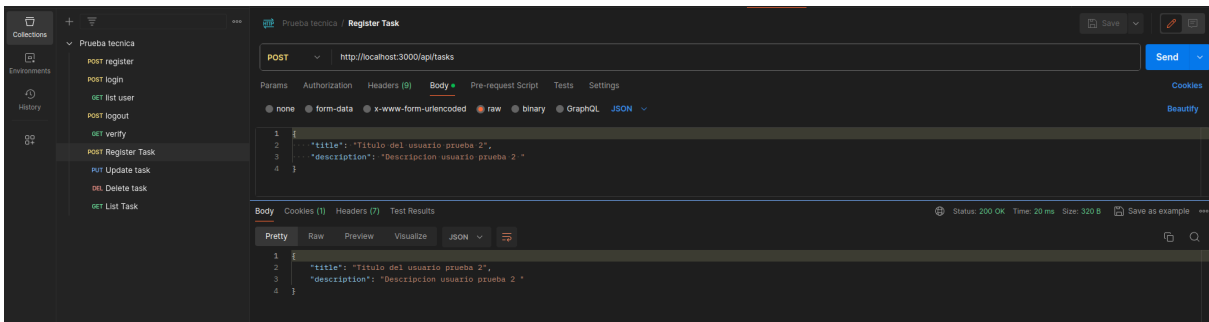 Collections
Environments
History
Prueba tecnica
POST register
POST login
GET list user
POST logout
GET verify
POST Register Task
PUT Update task
DEL Delete task
GET List Task
HTTP Prueba tecnica / Register Task
Save
POST http://localhost:3000/api/tasks
Send
Params Authorization Headers (9) Body Pre-request Script Tests Settings
Cookies
none form-data x-www-form-urlencoded raw binary GraphQL JSON
Beautify
1 {
2 ····"title":·"Titulo·del·usuario·prueba·2",
3 ····"description":·"Descripcion·usuario·prueba·2·"
4 }
Body Cookies (1) Headers (7) Test Results
Status: 200 OK Time: 20 ms Size: 320 B Save as example
Pretty Raw Preview Visualize JSON
1 {
2 "title": "Titulo del usuario prueba 2",
3 "description": "Descripcion usuario prueba 2 "
4 }